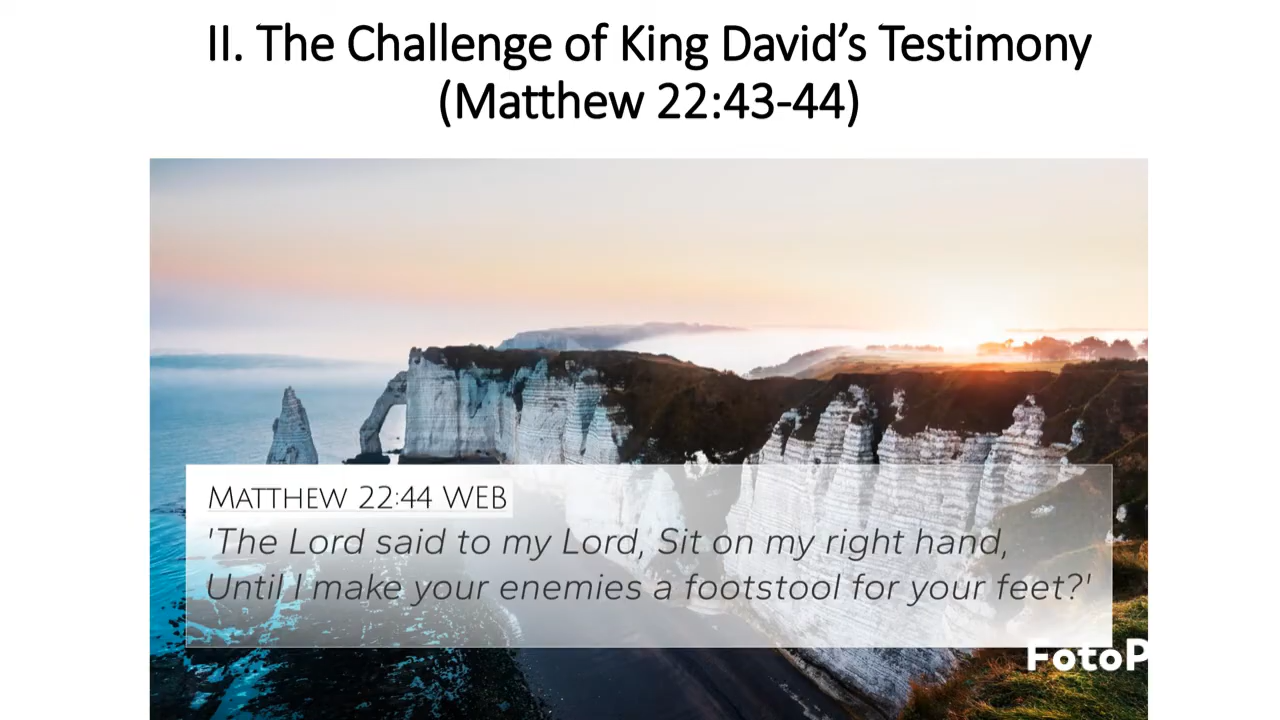 II. The Challenge of King David’s Testimony
(Matthew 22:43-44)
Matthew 22:44 WEB
'The Lord said to my Lord, Sit on my right hand,
Until I make your enemies a footstool for your feet?'
FotoP